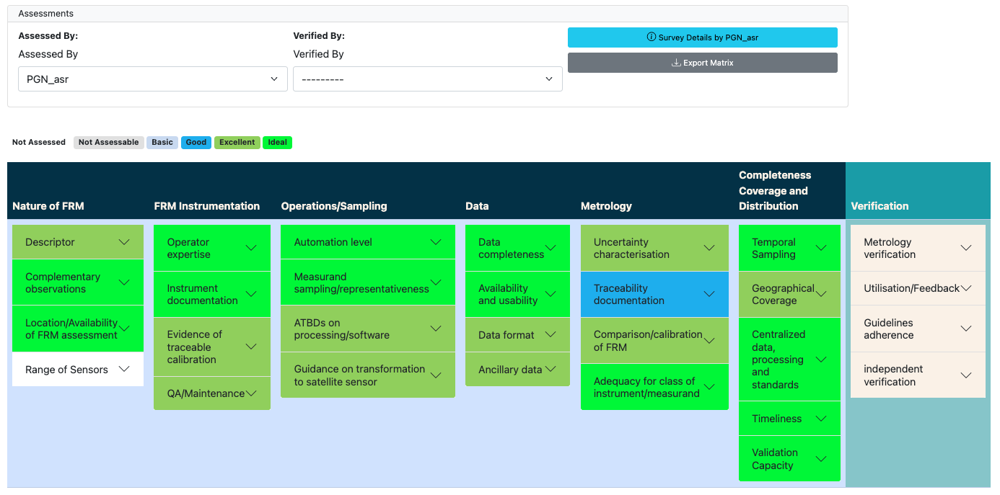 Assessments
Assessed By:
Assessed By
PGN_asr
Verified By:
Verified By
---------
Survey Details by PGN_asr
Export Matrix
Not Assessed Not Assessable Basic Good Excellent Ideal
Nature of FRM
Descriptor
Complementary
observations
Location/Availability
of FRM assessment
Range of Sensors
FRM Instrumentation
Operator
expertise
Instrument
documentation
Evidence of
traceable
calibration
QA/Maintenance
Operations/Sampling
Automation level
Measurand
sampling/representativeness
ATBDs on
processing/software
Guidance on transformation
to satellite sensor
Data
Data
completeness
Availability
and usability
Data format
Ancillary data
Metrology
Uncertainty
characterisation
Traceability
documentation
Comparison/calibration
of FRM
Adequacy for class of
instrument/measurand
Completeness
Coverage and
Distribution
Temporal
Sampling
Geographical
Coverage
Centralized
data,
processing
and
standards
Timeliness
Validation
Capacity
Verification
Metrology
verification
Utilisation/Feedback
Guidelines
adherence
independent
verification